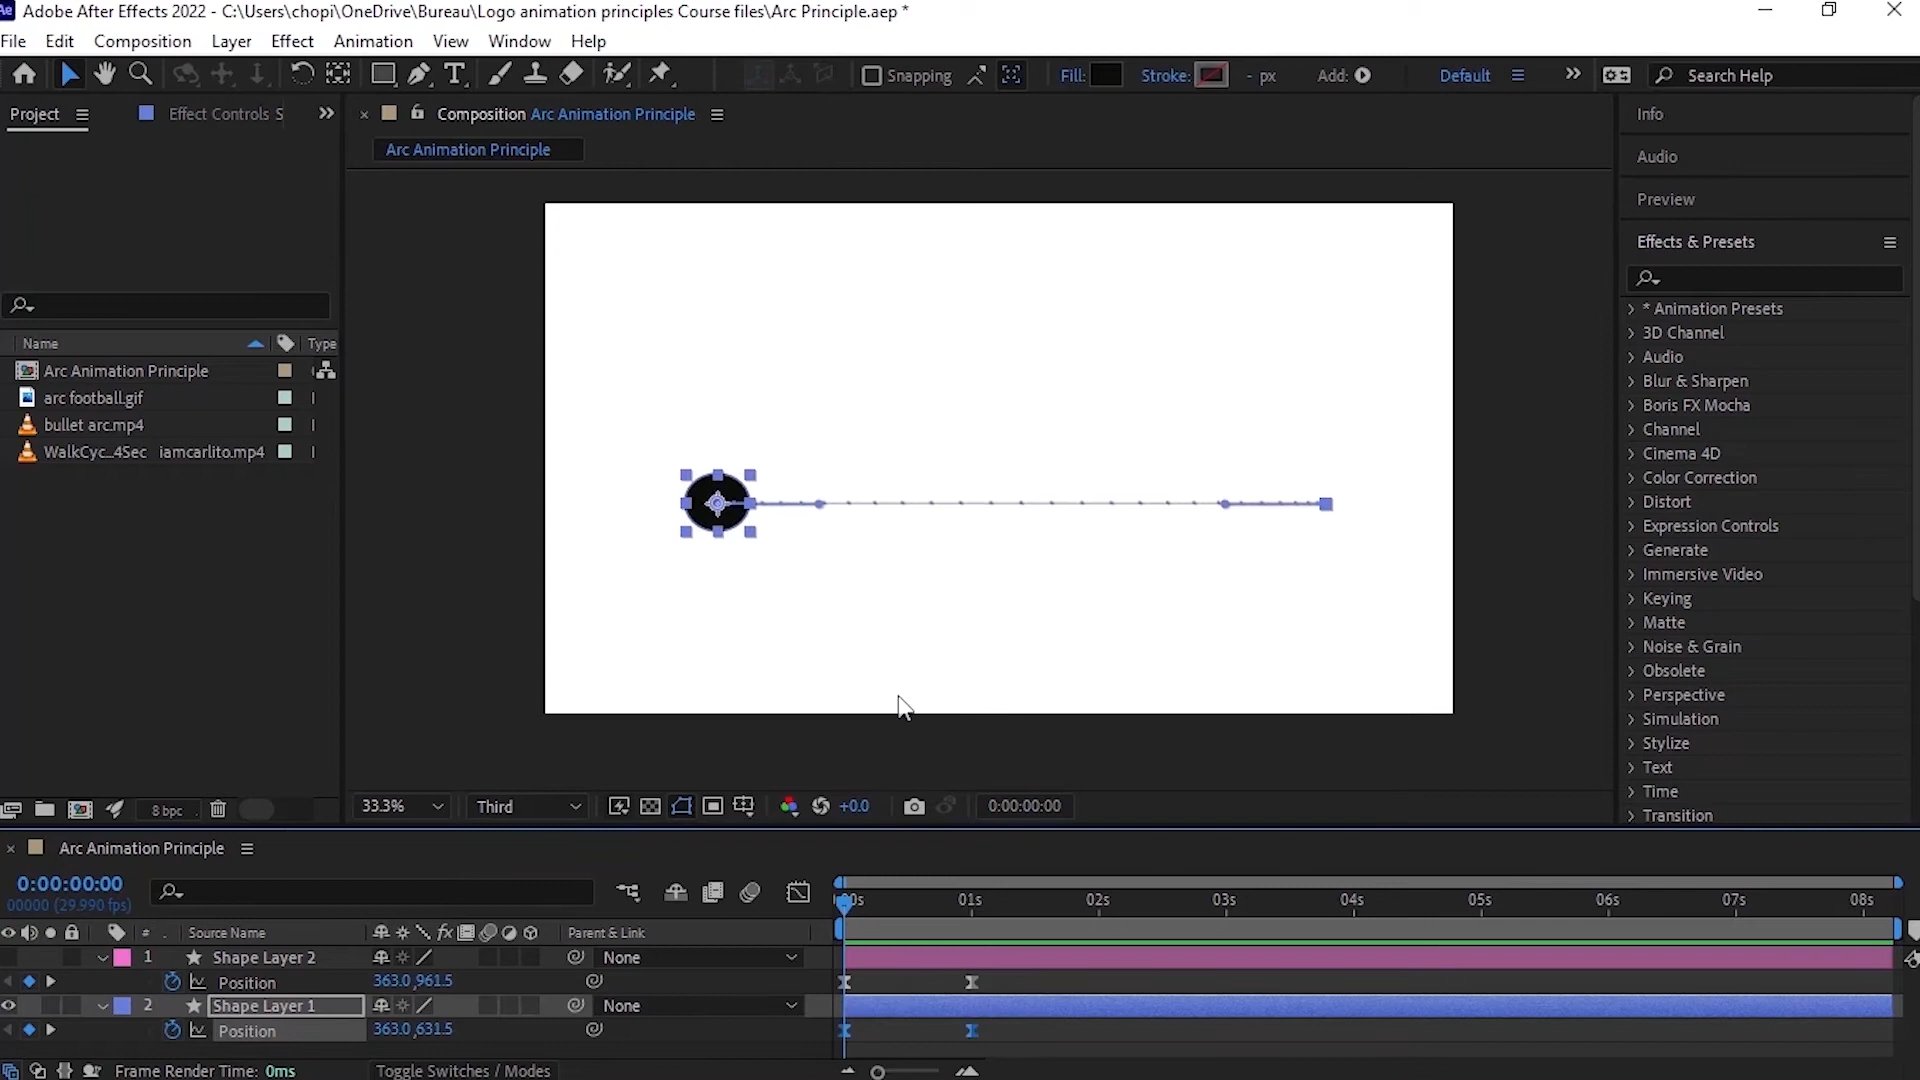 Ae Adobe After Effects 2022 - C:\Users\chopi\OneDrive\Bureau\Logo animation principles Course files\Arc Principle.aep *
File Edit Composition Layer Effect Animation View Window Help
Snapping Fill: Stroke: - px Add: Default Search Help
Project Effect Controls S
Composition Arc Animation Principle
Arc Animation Principle
Info
Audio
Preview
Effects & Presets
Name Type
Arc Animation Principle
arc football.gif
bullet arc.mp4
WalkCyc...4Sec iamcarlito.mp4
* Animation Presets
3D Channel
Audio
Blur & Sharpen
Boris FX Mocha
Channel
Cinema 4D
Color Correction
Distort
Expression Controls
Generate
Immersive Video
Keying
Matte
Noise & Grain
Obsolete
Perspective
Simulation
Stylize
Text
Time
Transition
8 bpc
33.3% Third +0.0 0:00:00:00
Arc Animation Principle
0:00:00:00
00000 (29.990 fps)
01s 02s 03s 04s 05s 06s 07s 08s
# Source Name fx Parent & Link
1 Shape Layer 2 None
Position 363.0,961.5
2 Shape Layer 1 None
Position 363.0,631.5
Frame Render Time: 0ms Toggle Switches / Modes